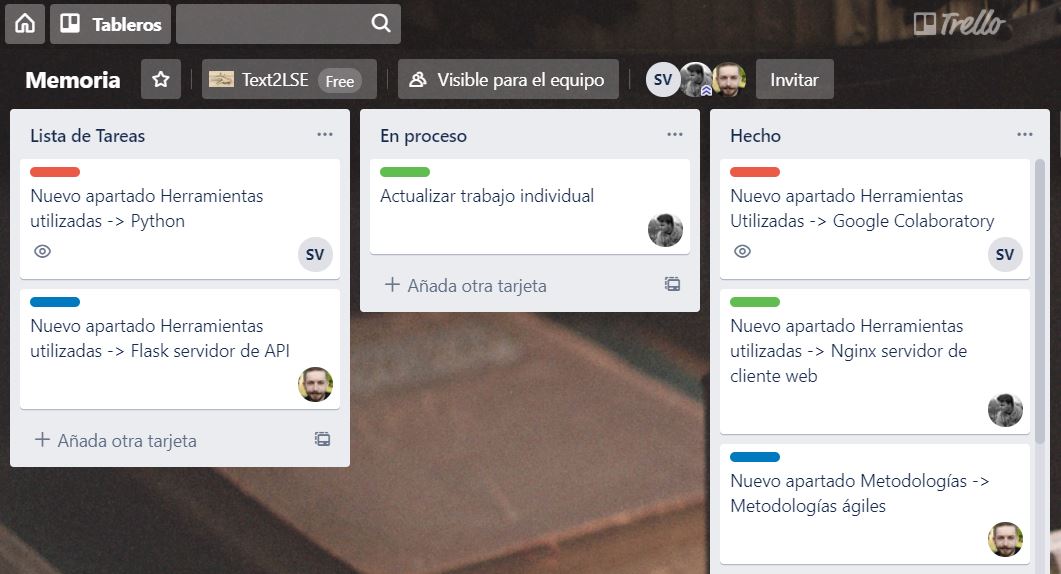 Tableros
Trello
Memoria
Text2LSE Free
Visible para el equipo
SV
Invitar
Lista de Tareas
Nuevo apartado Herramientas
utilizadas -> Python
SV
Nuevo apartado Herramientas
utilizadas -> Flask servidor de API
Añada otra tarjeta
En proceso
Actualizar trabajo individual
Añada otra tarjeta
Hecho
Nuevo apartado Herramientas
Utilizadas -> Google Colaboratory
SV
Nuevo apartado Herramientas
utilizadas -> Nginx servidor de
cliente web
Nuevo apartado Metodologías ->
Metodologías ágiles